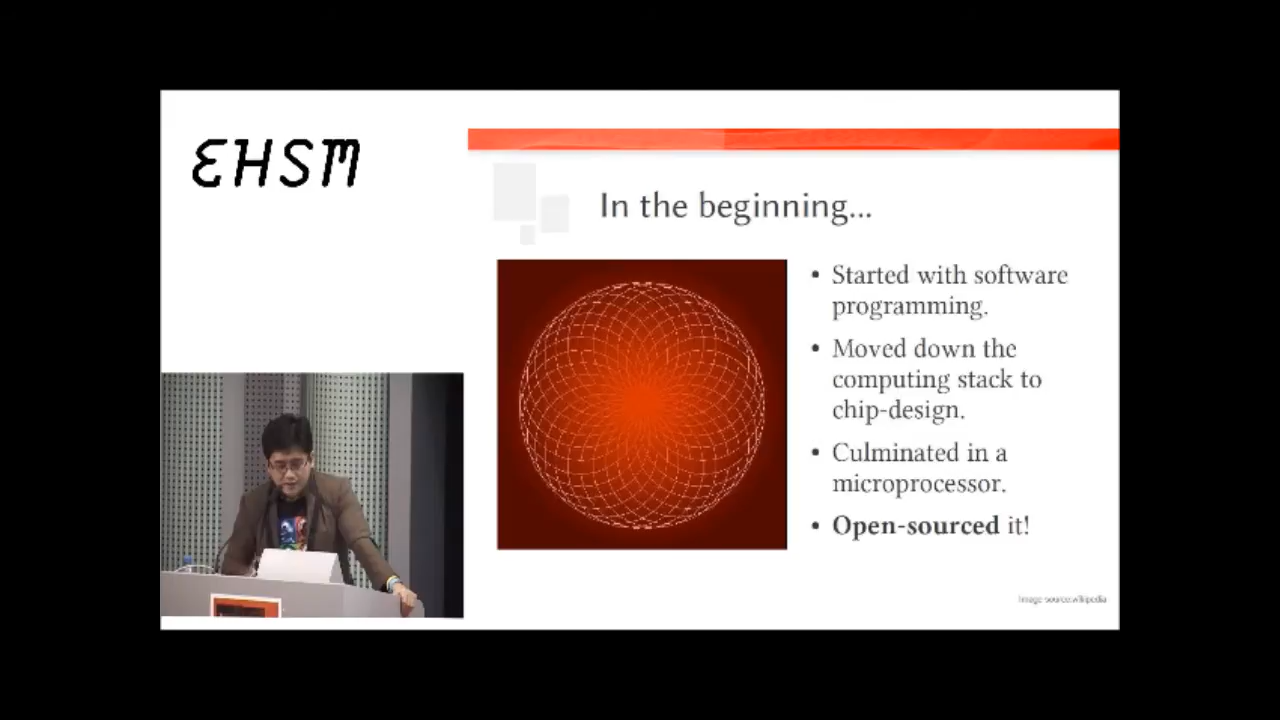 EHSM
In the beginning...
• Started with software
programming.
• Moved down the
computing stack to
chip-design.
• Culminated in a
microprocessor.
• Open-sourced it!
Image source:wikipedia